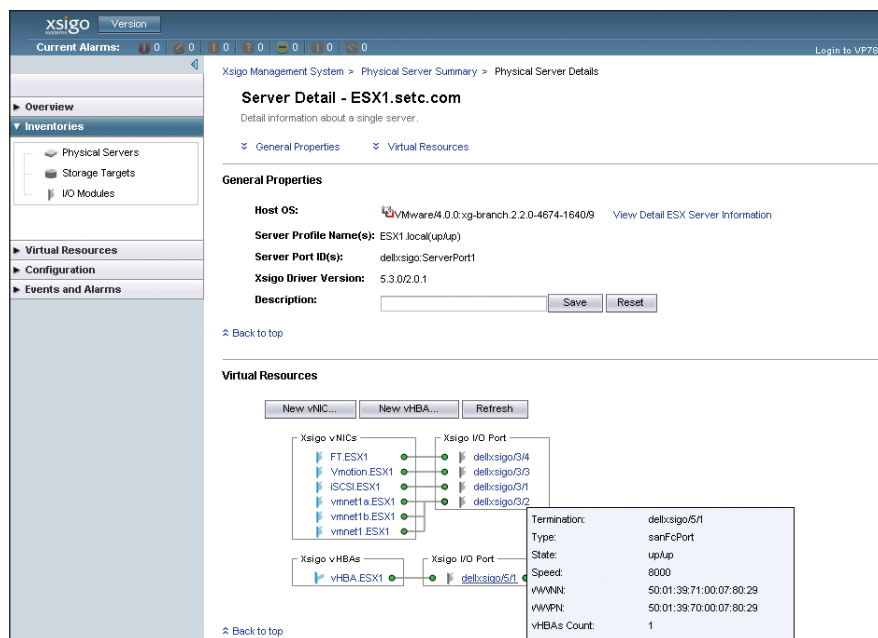 xsigo
systems
Version
Current Alarms: 0 0 0 0 0 0 0
Login to VP78
Xsigo Management System > Physical Server Summary > Physical Server Details
Server Detail - ESX1.setc.com
Detail information about a single server.
General Properties Virtual Resources
Overview
Inventories
Physical Servers
Storage Targets
I/O Modules
Virtual Resources
Configuration
Events and Alarms
General Properties
Host OS: VMware/4.0.0:xg-branch.2.2.0-4674-1640/9 View Detail ESX Server Information
Server Profile Name(s): ESX1.local(up/up)
Server Port ID(s): dellxsigo:ServerPort1
Xsigo Driver Version: 5.3.0/2.0.1
Description: Save Reset
Back to top
Virtual Resources
New vNIC... New vHBA... Refresh
Xsigo vNICs Xsigo I/O Port
FT.ESX1 dellxsigo/3/4
Vmotion.ESX1 dellxsigo/3/3
iSCSI.ESX1 dellxsigo/3/1
vmnet1a.ESX1 dellxsigo/3/2
vmnet1b.ESX1
vmnet1.ESX1
Xsigo vHBAs Xsigo I/O Port
vHBA.ESX1 dellxsigo/5/1
Termination: dellxsigo/5/1
Type: sanFcPort
State: up/up
Speed: 8000
WWNN: 50:01:39:71:00:07:80:29
WWPN: 50:01:39:70:00:07:80:29
vHBAs Count: 1
Back to top